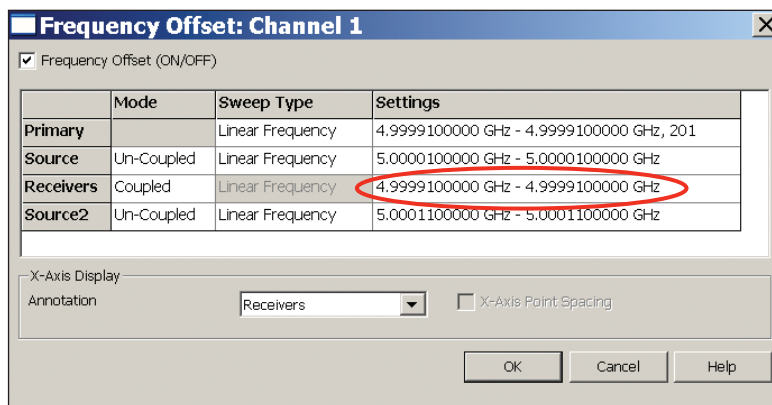 Frequency Offset: Channel 1
Frequency Offset (ON/OFF)
Mode Sweep Type Settings
Primary Linear Frequency 4.9999100000 GHz - 4.9999100000 GHz, 201
Source Un-Coupled Linear Frequency 5.0000100000 GHz - 5.0000100000 GHz
Receivers Coupled Linear Frequency 4.9999100000 GHz - 4.9999100000 GHz
Source2 Un-Coupled Linear Frequency 5.0001100000 GHz - 5.0001100000 GHz
X-Axis Display
Annotation Receivers X-Axis Point Spacing
OK Cancel Help